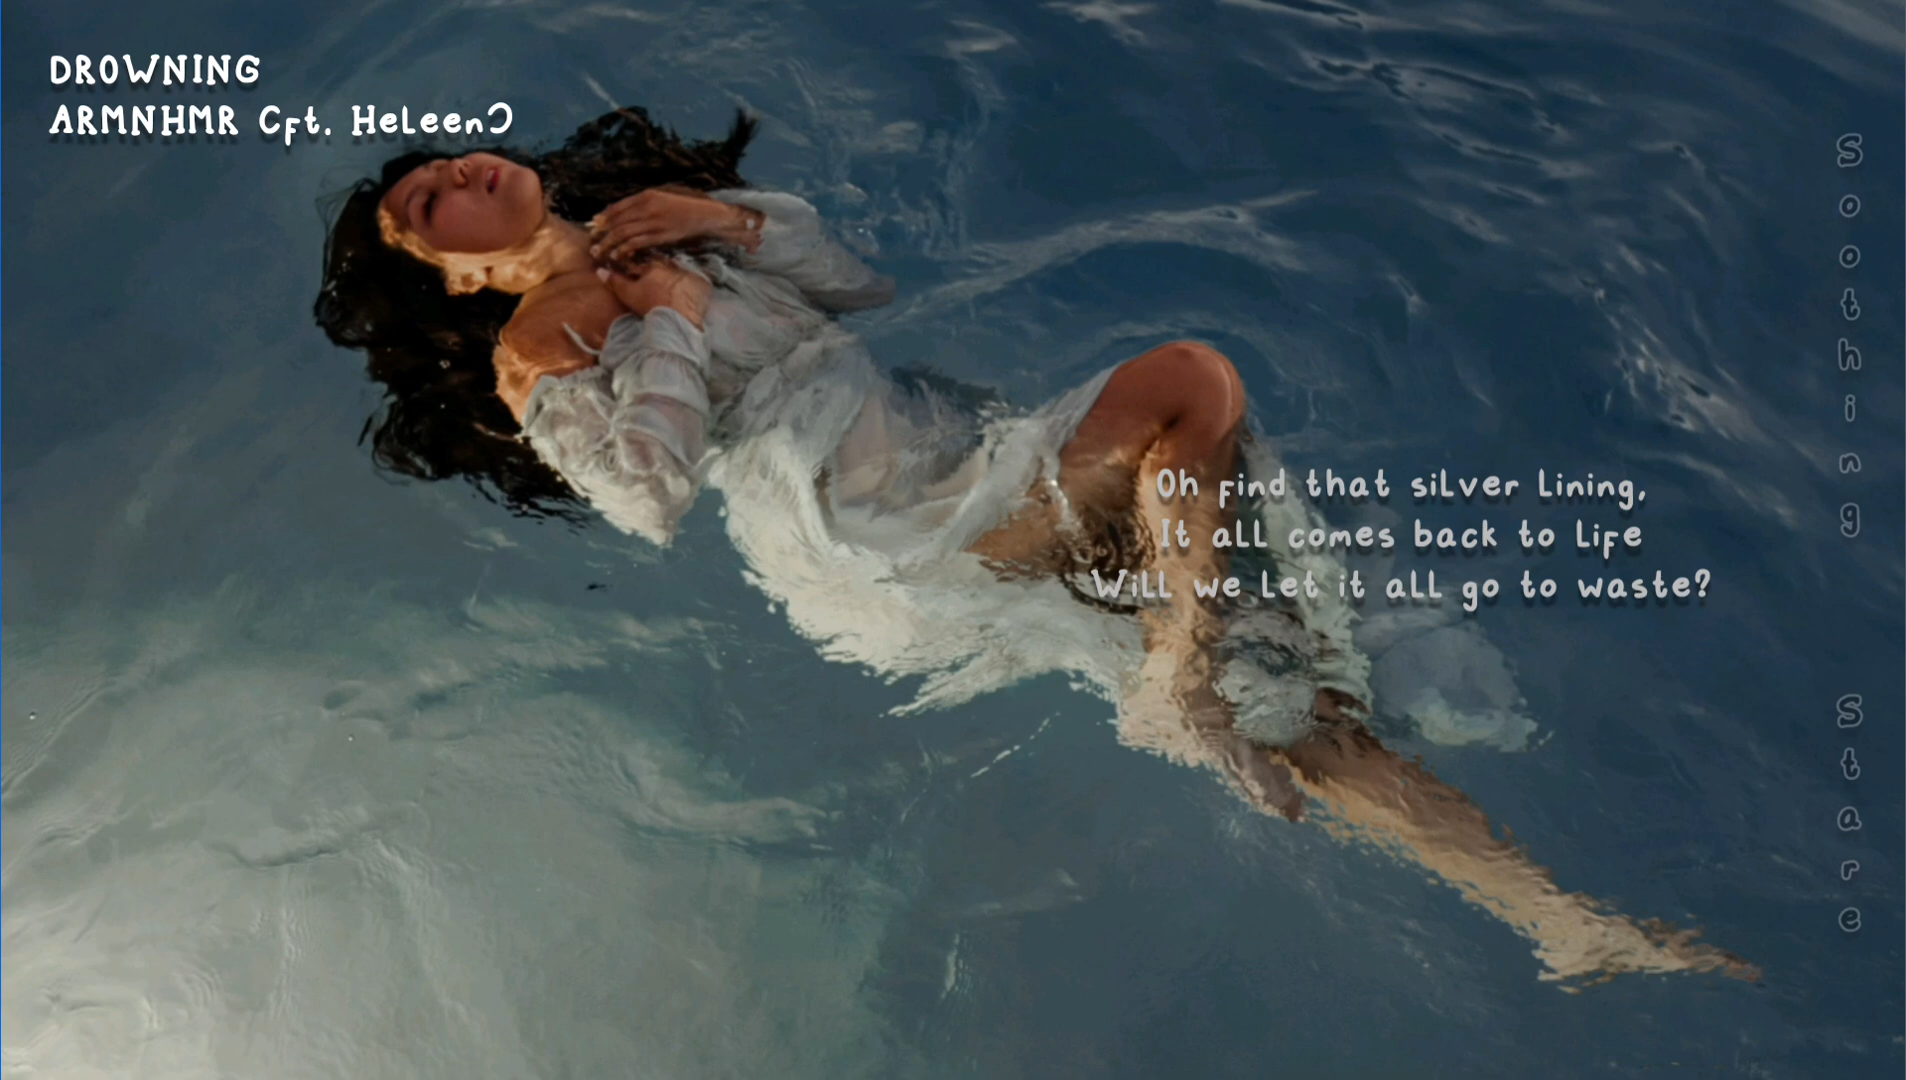 DROWNING
ARMNHMR (ft. Heleen)
Oh find that silver lining,
It all comes back to life
Will we let it all go to waste?
Soothing Stare